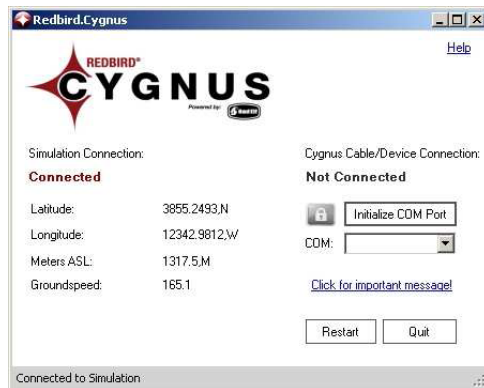 Redbird.Cygnus
Help
REDBIRD®
CYGNUS
Powered by:
Simulation Connection:
Connected
Latitude: 3855.2493,N
Longitude: 12342.9812,W
Meters ASL: 1317.5,M
Groundspeed: 165.1
Cygnus Cable/Device Connection:
Not Connected
Initialize COM Port
COM:
Click for important message!
Restart Quit
Connected to Simulation